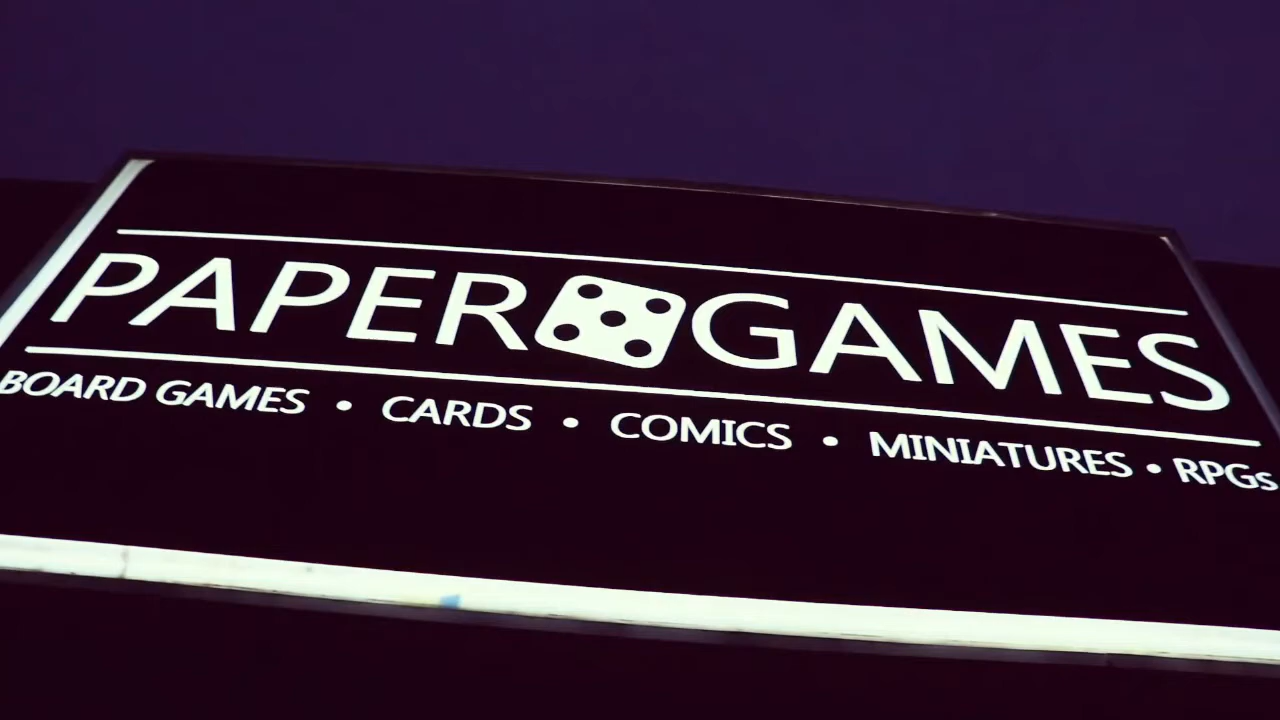 PAPER GAMES
BOARD GAMES • CARDS • COMICS • MINIATURES • RPGs